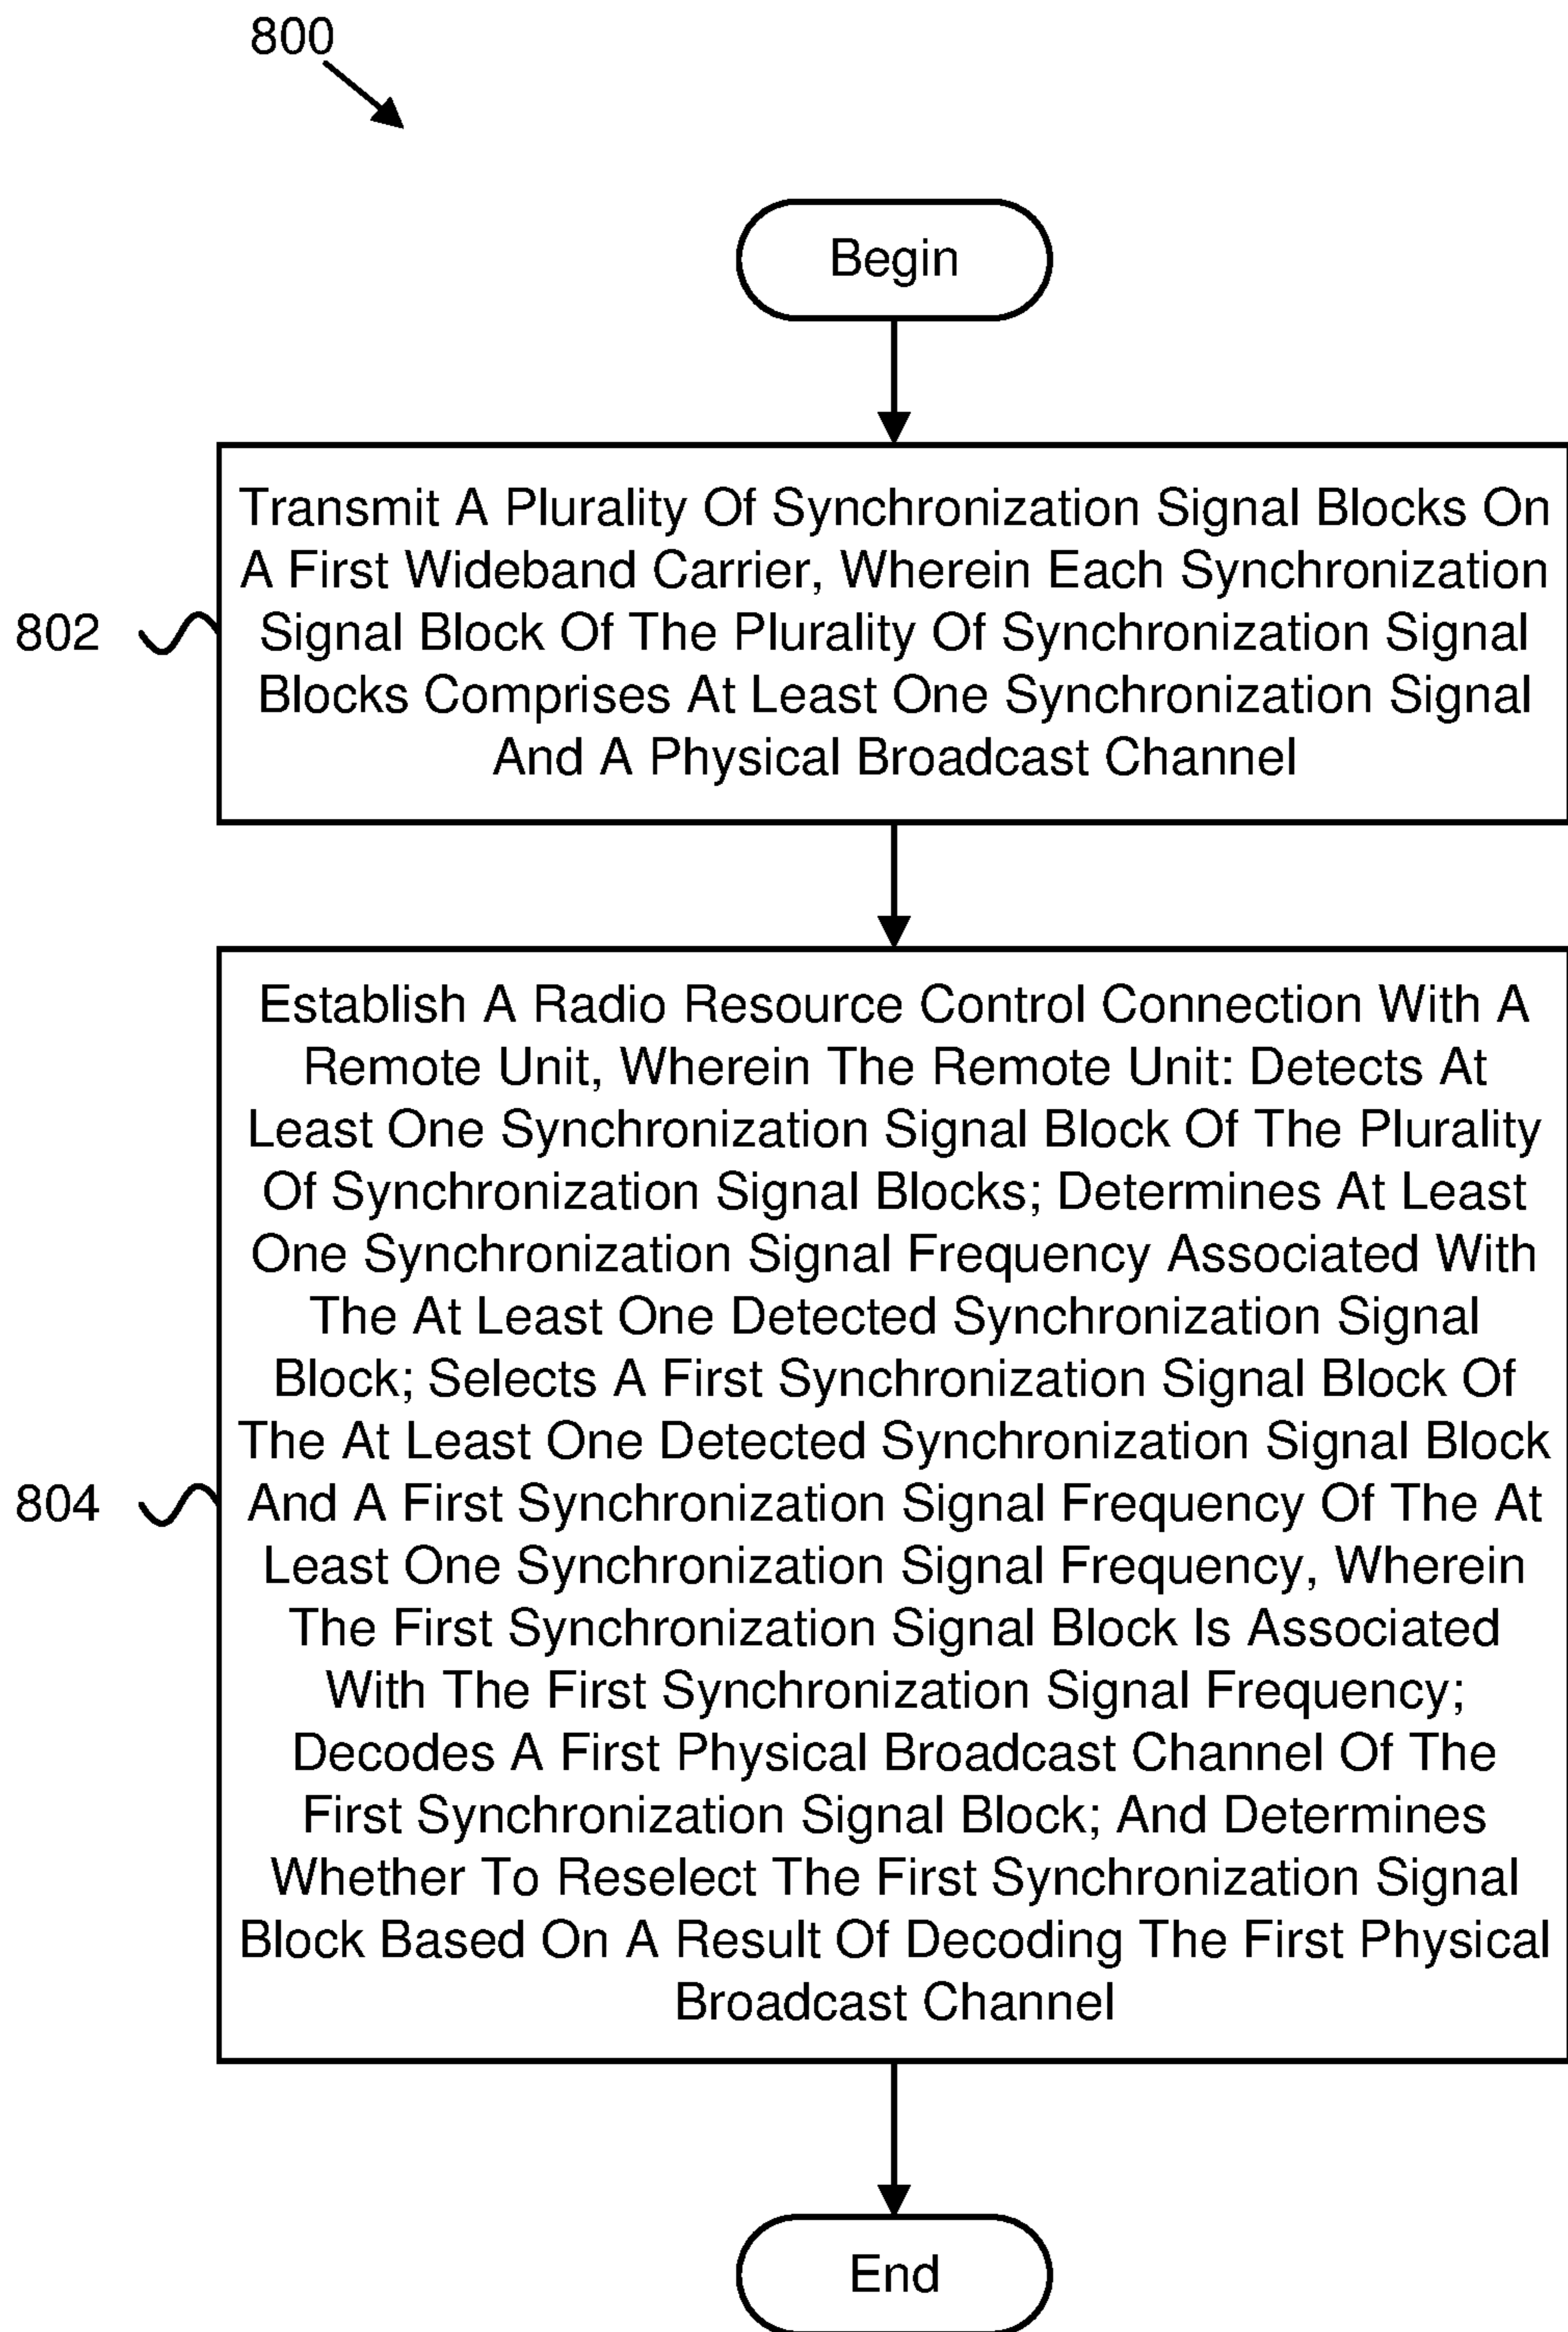 800
Begin
Transmit A Plurality Of Synchronization Signal Blocks On
A First Wideband Carrier, Wherein Each Synchronization
Signal Block Of The Plurality Of Synchronization Signal
Blocks Comprises At Least One Synchronization Signal
And A Physical Broadcast Channel
802
Establish A Radio Resource Control Connection With A
Remote Unit, Wherein The Remote Unit: Detects At
Least One Synchronization Signal Block Of The Plurality
Of Synchronization Signal Blocks; Determines At Least
One Synchronization Signal Frequency Associated With
The At Least One Detected Synchronization Signal
Block; Selects A First Synchronization Signal Block Of
The At Least One Detected Synchronization Signal Block
And A First Synchronization Signal Frequency Of The At
Least One Synchronization Signal Frequency, Wherein
The First Synchronization Signal Block Is Associated
With The First Synchronization Signal Frequency;
Decodes A First Physical Broadcast Channel Of The
First Synchronization Signal Block; And Determines
Whether To Reselect The First Synchronization Signal
Block Based On A Result Of Decoding The First Physical
Broadcast Channel
804
End